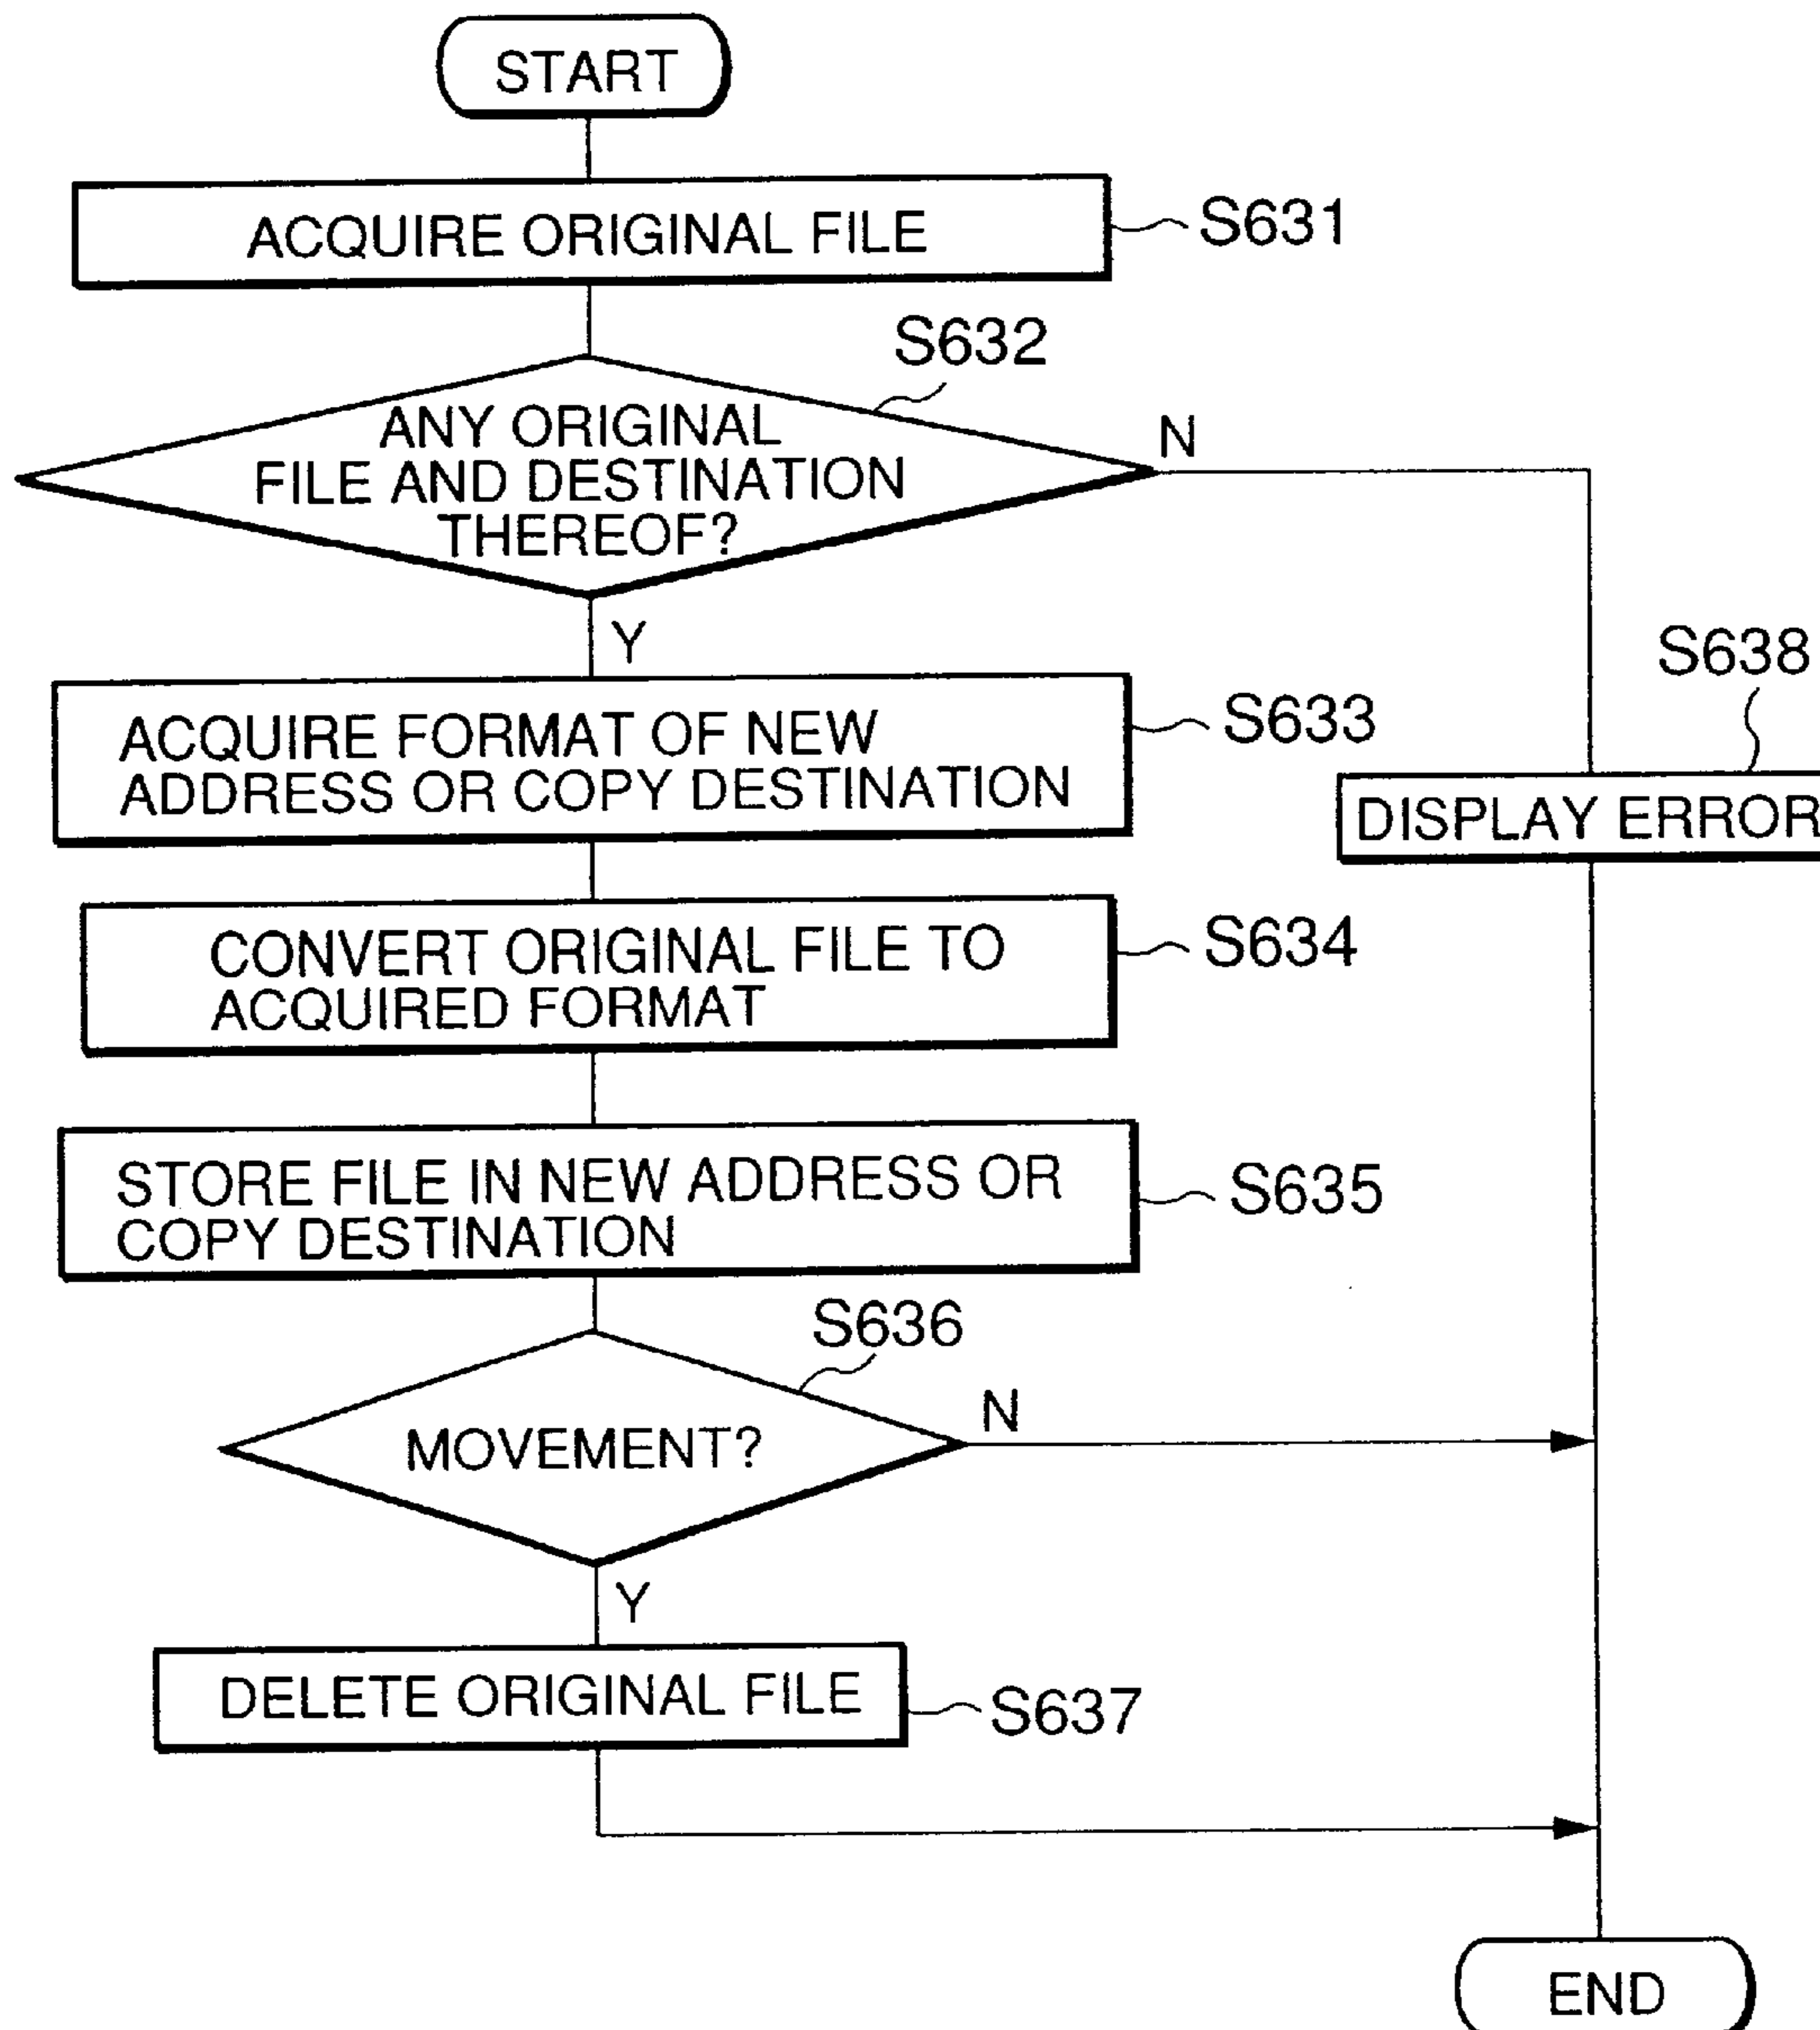 START
ACQUIRE ORIGINAL FILE
S631
S632
ANY ORIGINAL
FILE AND DESTINATION
THEREOF?
N
Y
S638
ACQUIRE FORMAT OF NEW
ADDRESS OR COPY DESTINATION
S633
DISPLAY ERROR
CONVERT ORIGINAL FILE TO
ACQUIRED FORMAT
S634
STORE FILE IN NEW ADDRESS OR
COPY DESTINATION
S635
S636
MOVEMENT?
N
Y
DELETE ORIGINAL FILE
S637
END